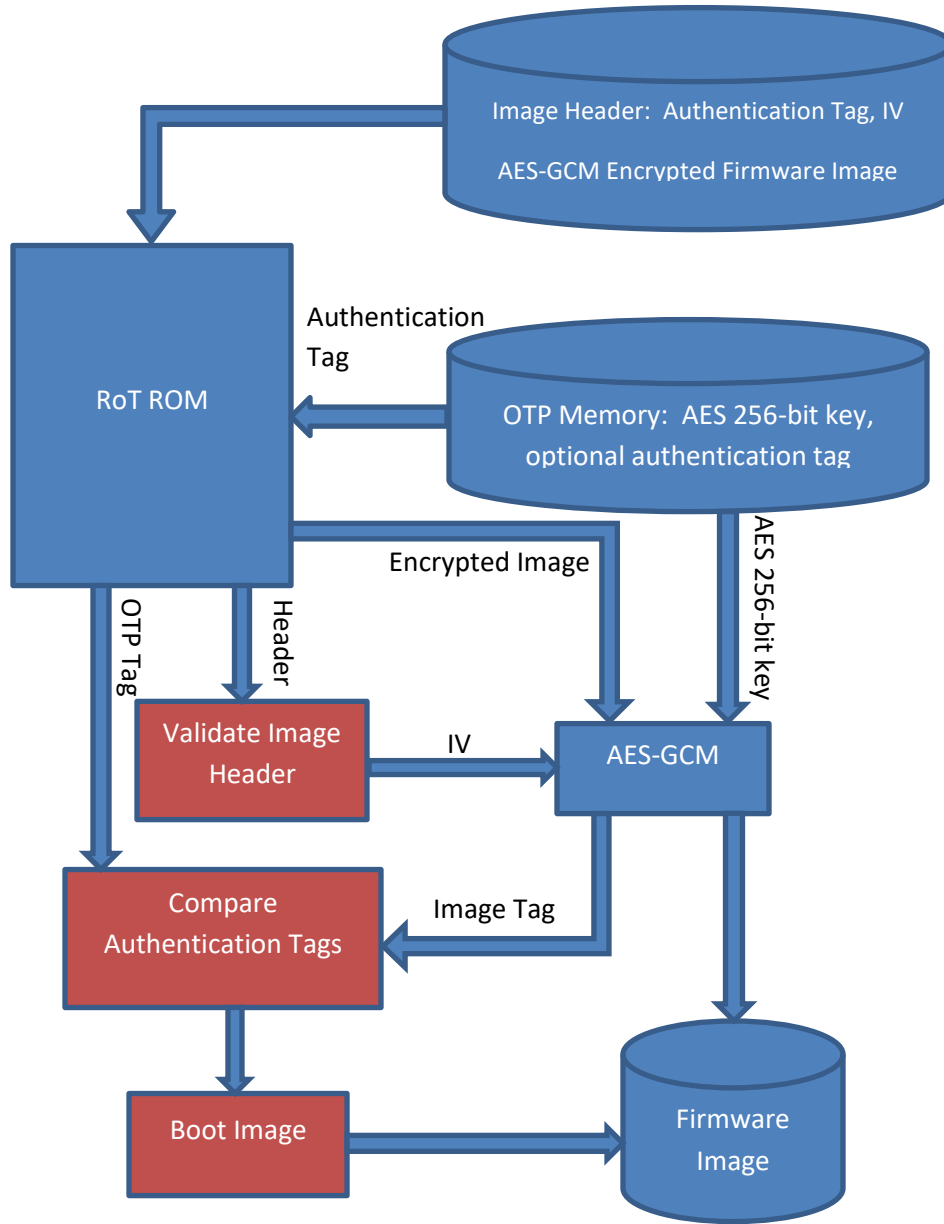 Image Header:  Authentication Tag, IV
AES-GCM Encrypted Firmware Image
Authentication
Tag
RoT ROM
OTP Memory:  AES 256-bit key,
optional authentication tag
AES 256-bit key
Encrypted Image
OTP Tag
Header
Validate Image
Header
IV
AES-GCM
Compare
Authentication Tags
Image Tag
Boot Image
Firmware
Image